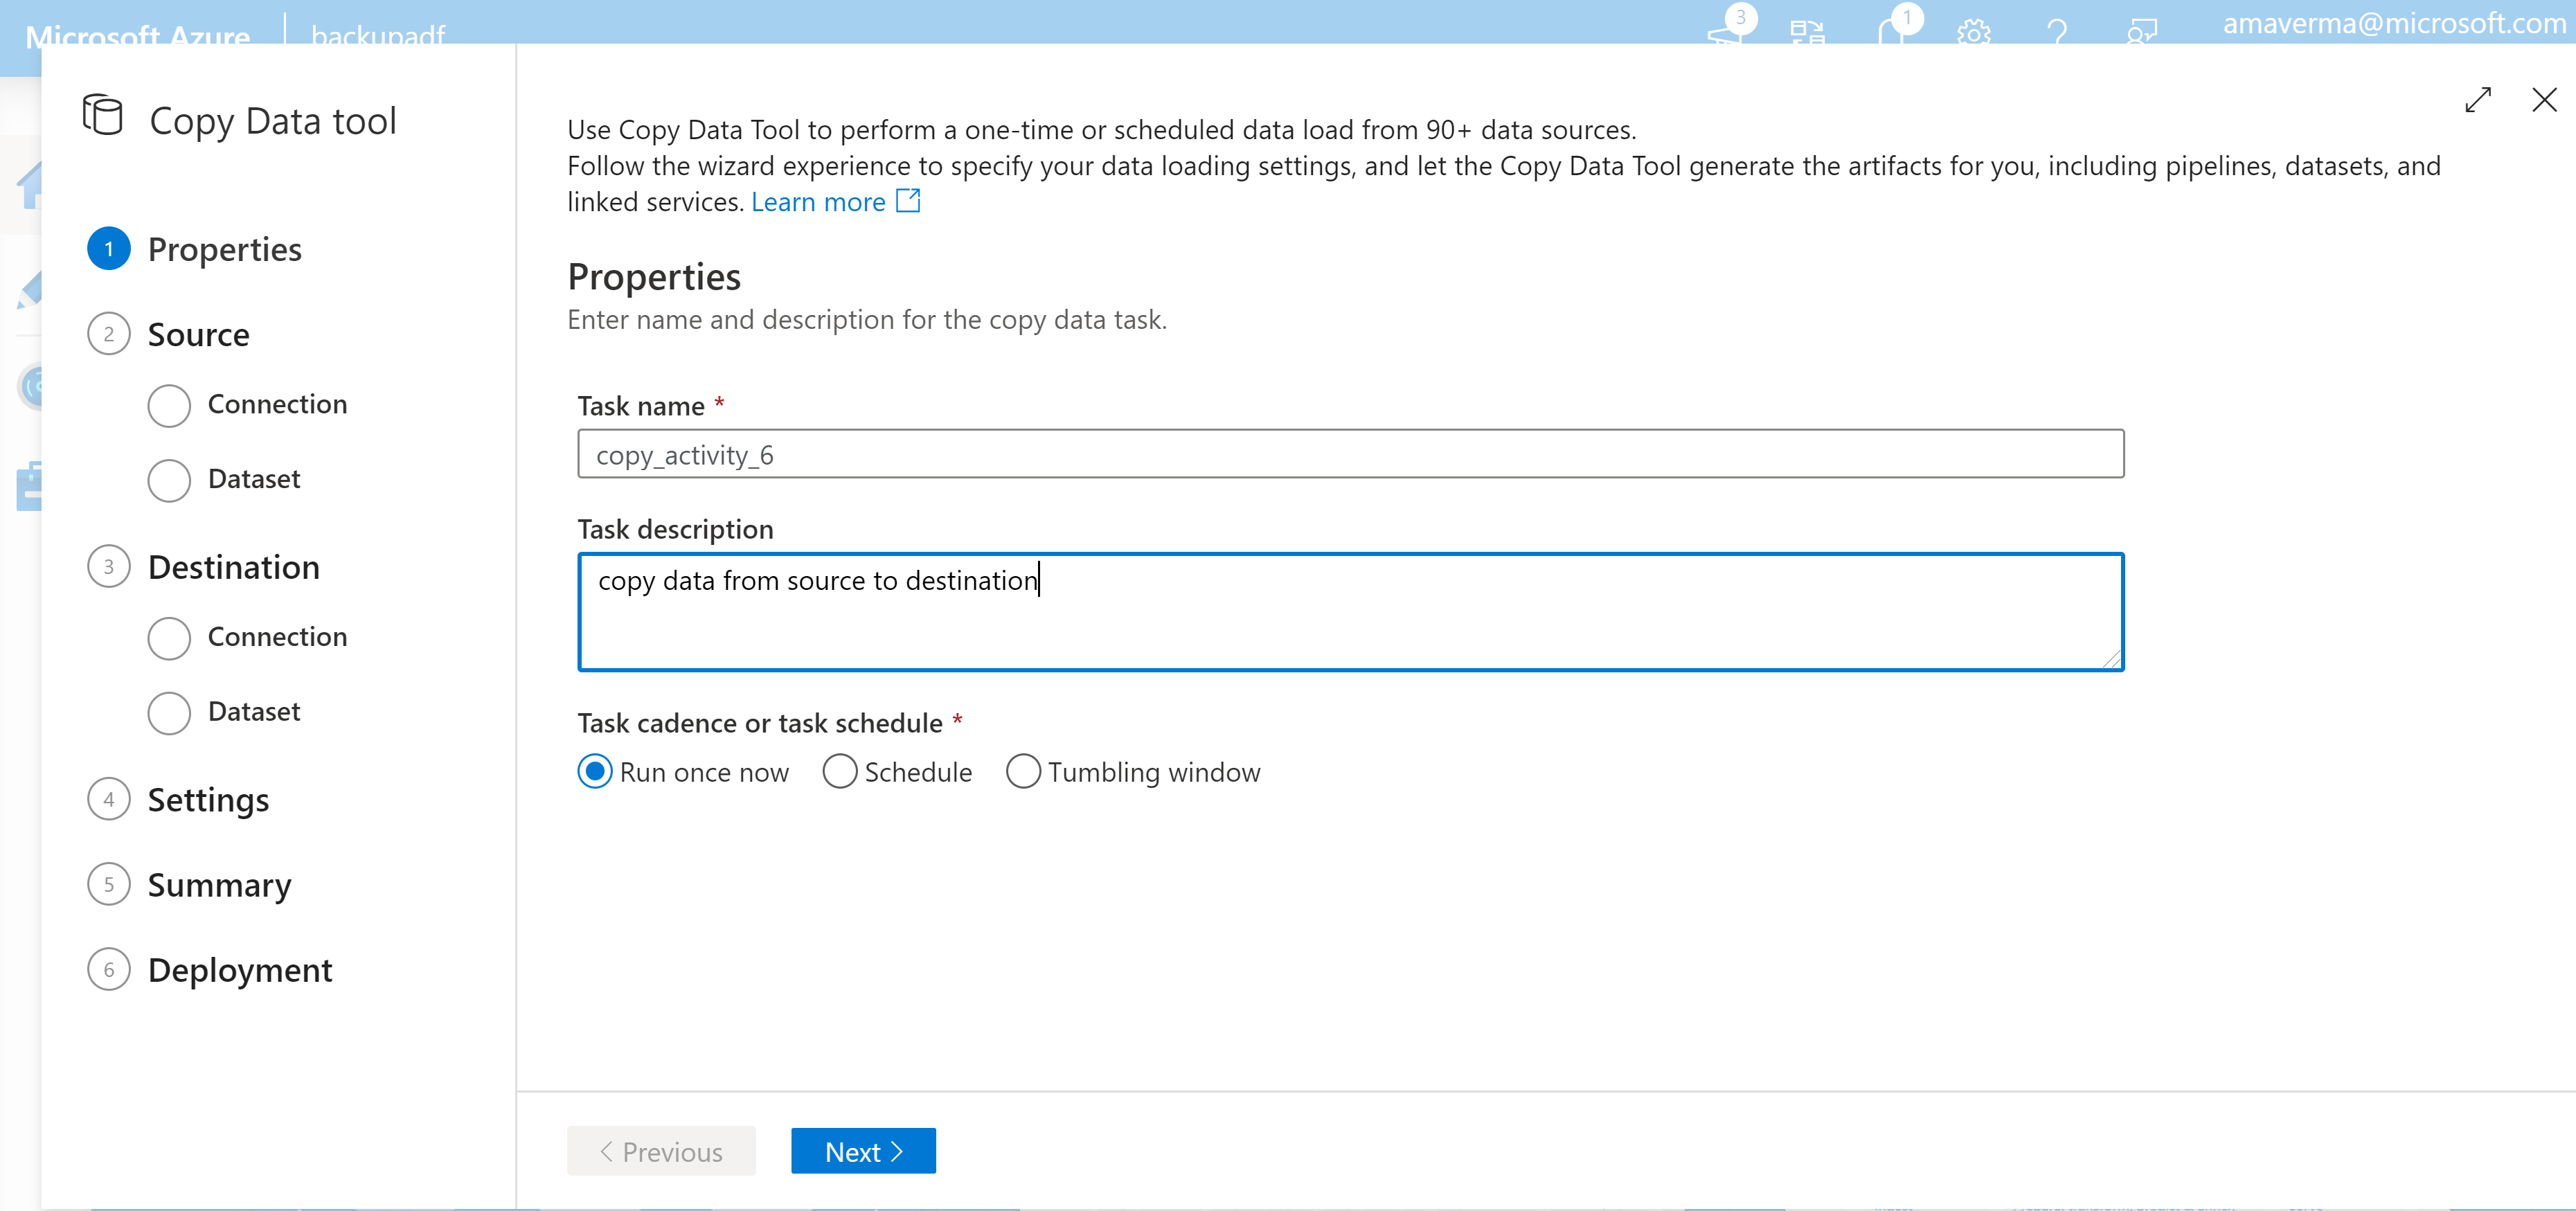 Microsoft Azure
backupadf
3
1
amaverma@microsoft.com
Copy Data tool
1 Properties
2 Source
Connection
Dataset
3 Destination
Connection
Dataset
4 Settings
5 Summary
6 Deployment
Use Copy Data Tool to perform a one-time or scheduled data load from 90+ data sources.
Follow the wizard experience to specify your data loading settings, and let the Copy Data Tool generate the artifacts for you, including pipelines, datasets, and
linked services. Learn more
Properties
Enter name and description for the copy data task.
Task name *
copy_activity_6
Task description
copy data from source to destination
Task cadence or task schedule *
Run once now Schedule Tumbling window
Previous Next